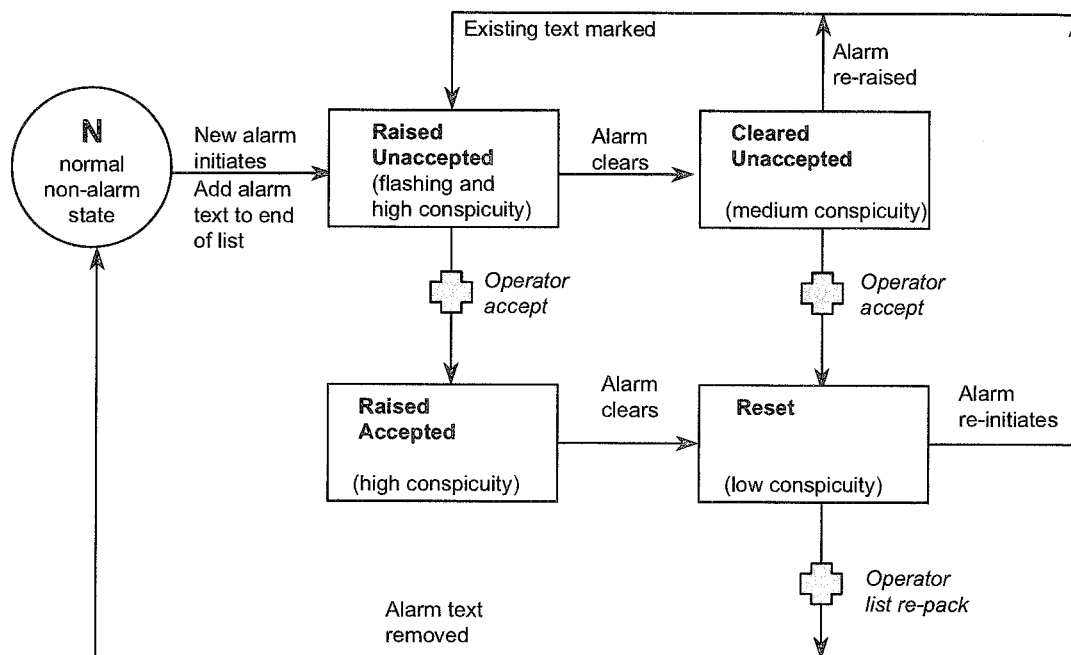 Existing text marked
Alarm
re-raised
N
normal
non-alarm
state
New alarm
initiates
Add alarm
text to end
of list
Raised
Unaccepted
(flashing and
high conspicuity)
Alarm
clears
Cleared
Unaccepted
(medium conspicuity)
Operator
accept
Operator
accept
Raised
Accepted
(high conspicuity)
Alarm
clears
Reset
(low conspicuity)
Alarm
re-initiates
Operator
list re-pack
Alarm text
removed